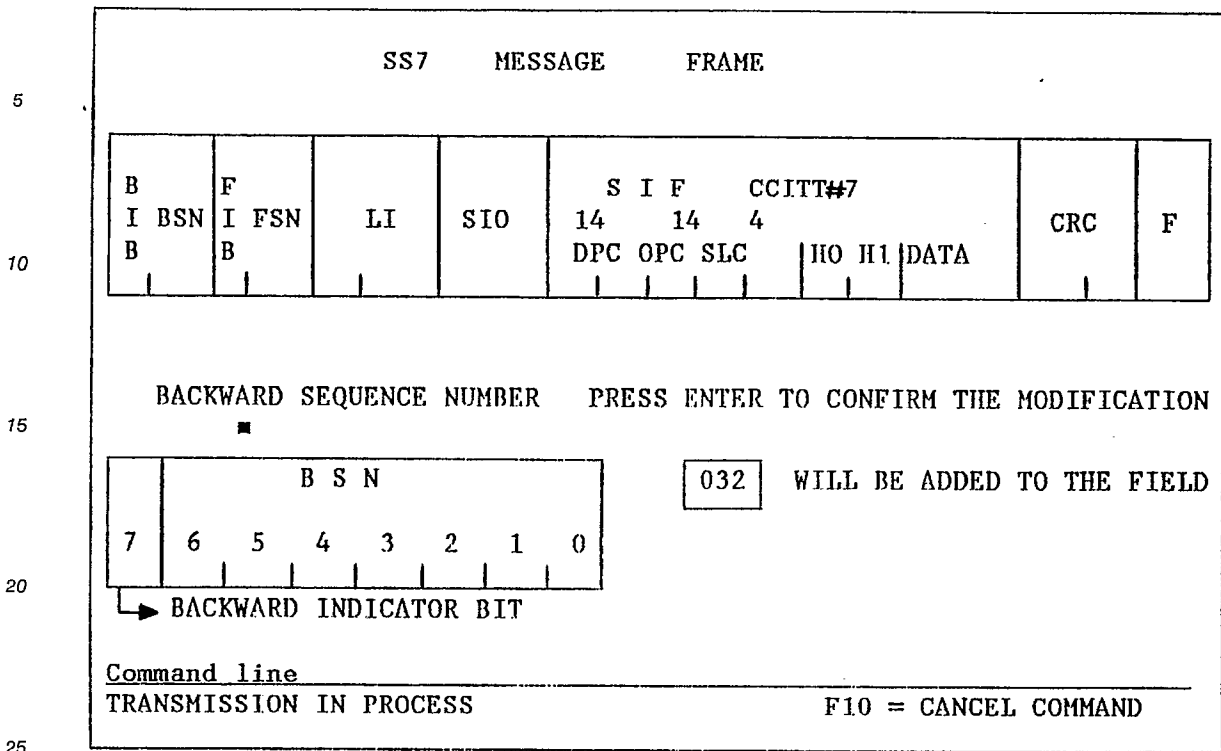 SS7 MESSAGE FRAME
5
B F S I F CCITT#7
I BSN I FSN LI SIO 14 14 4 CRC F
B B DPC OPC SLC H0 H1 DATA
10
BACKWARD SEQUENCE NUMBER PRESS ENTER TO CONFIRM THE MODIFICATION
15
B S N 032 WILL BE ADDED TO THE FIELD
7 6 5 4 3 2 1 0
20
BACKWARD INDICATOR BIT
Command line
TRANSMISSION IN PROCESS F10 = CANCEL COMMAND
25